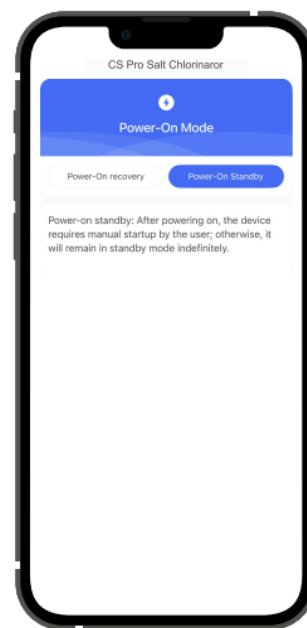 CS Pro Salt Chlorinaror
Power-On Mode
Power-On recovery
Power-On Standby
Power-on standby: After powering on, the device
requires manual startup by the user; otherwise, it
will remain in standby mode indefinitely.